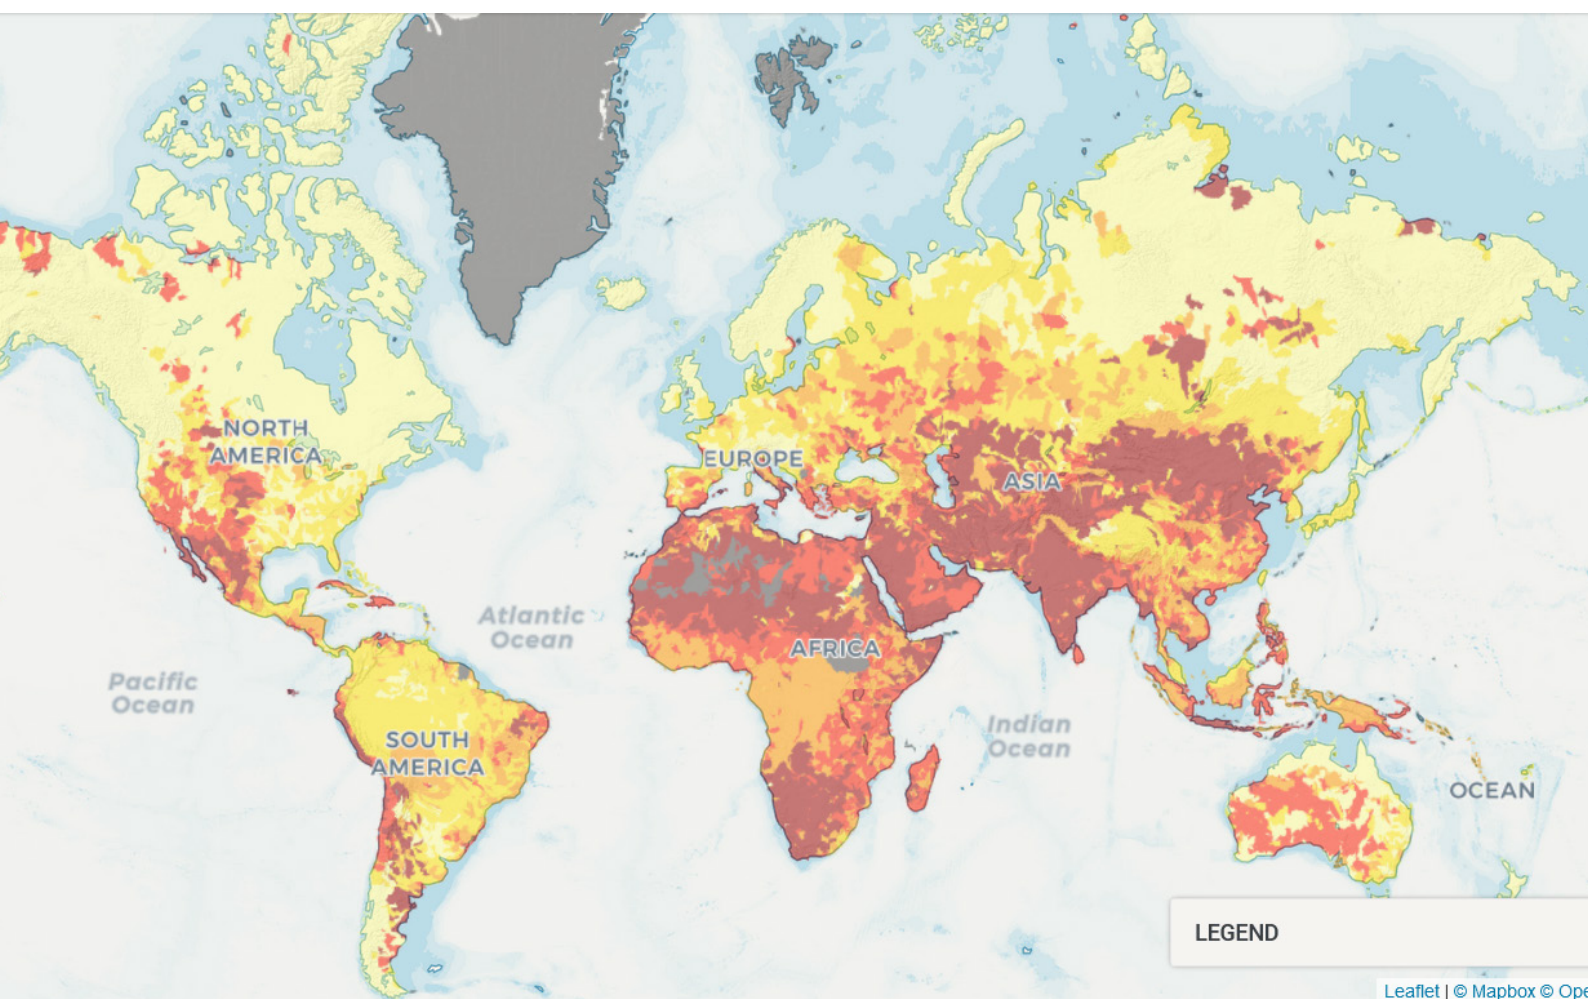 NORTH
AMERICA
EUROPE
ASIA
Atlantic
Ocean
AFRICA
Pacific
Ocean
Indian
Ocean
SOUTH
AMERICA
OCEAN
LEGEND
Leaflet | © Mapbox © Ope